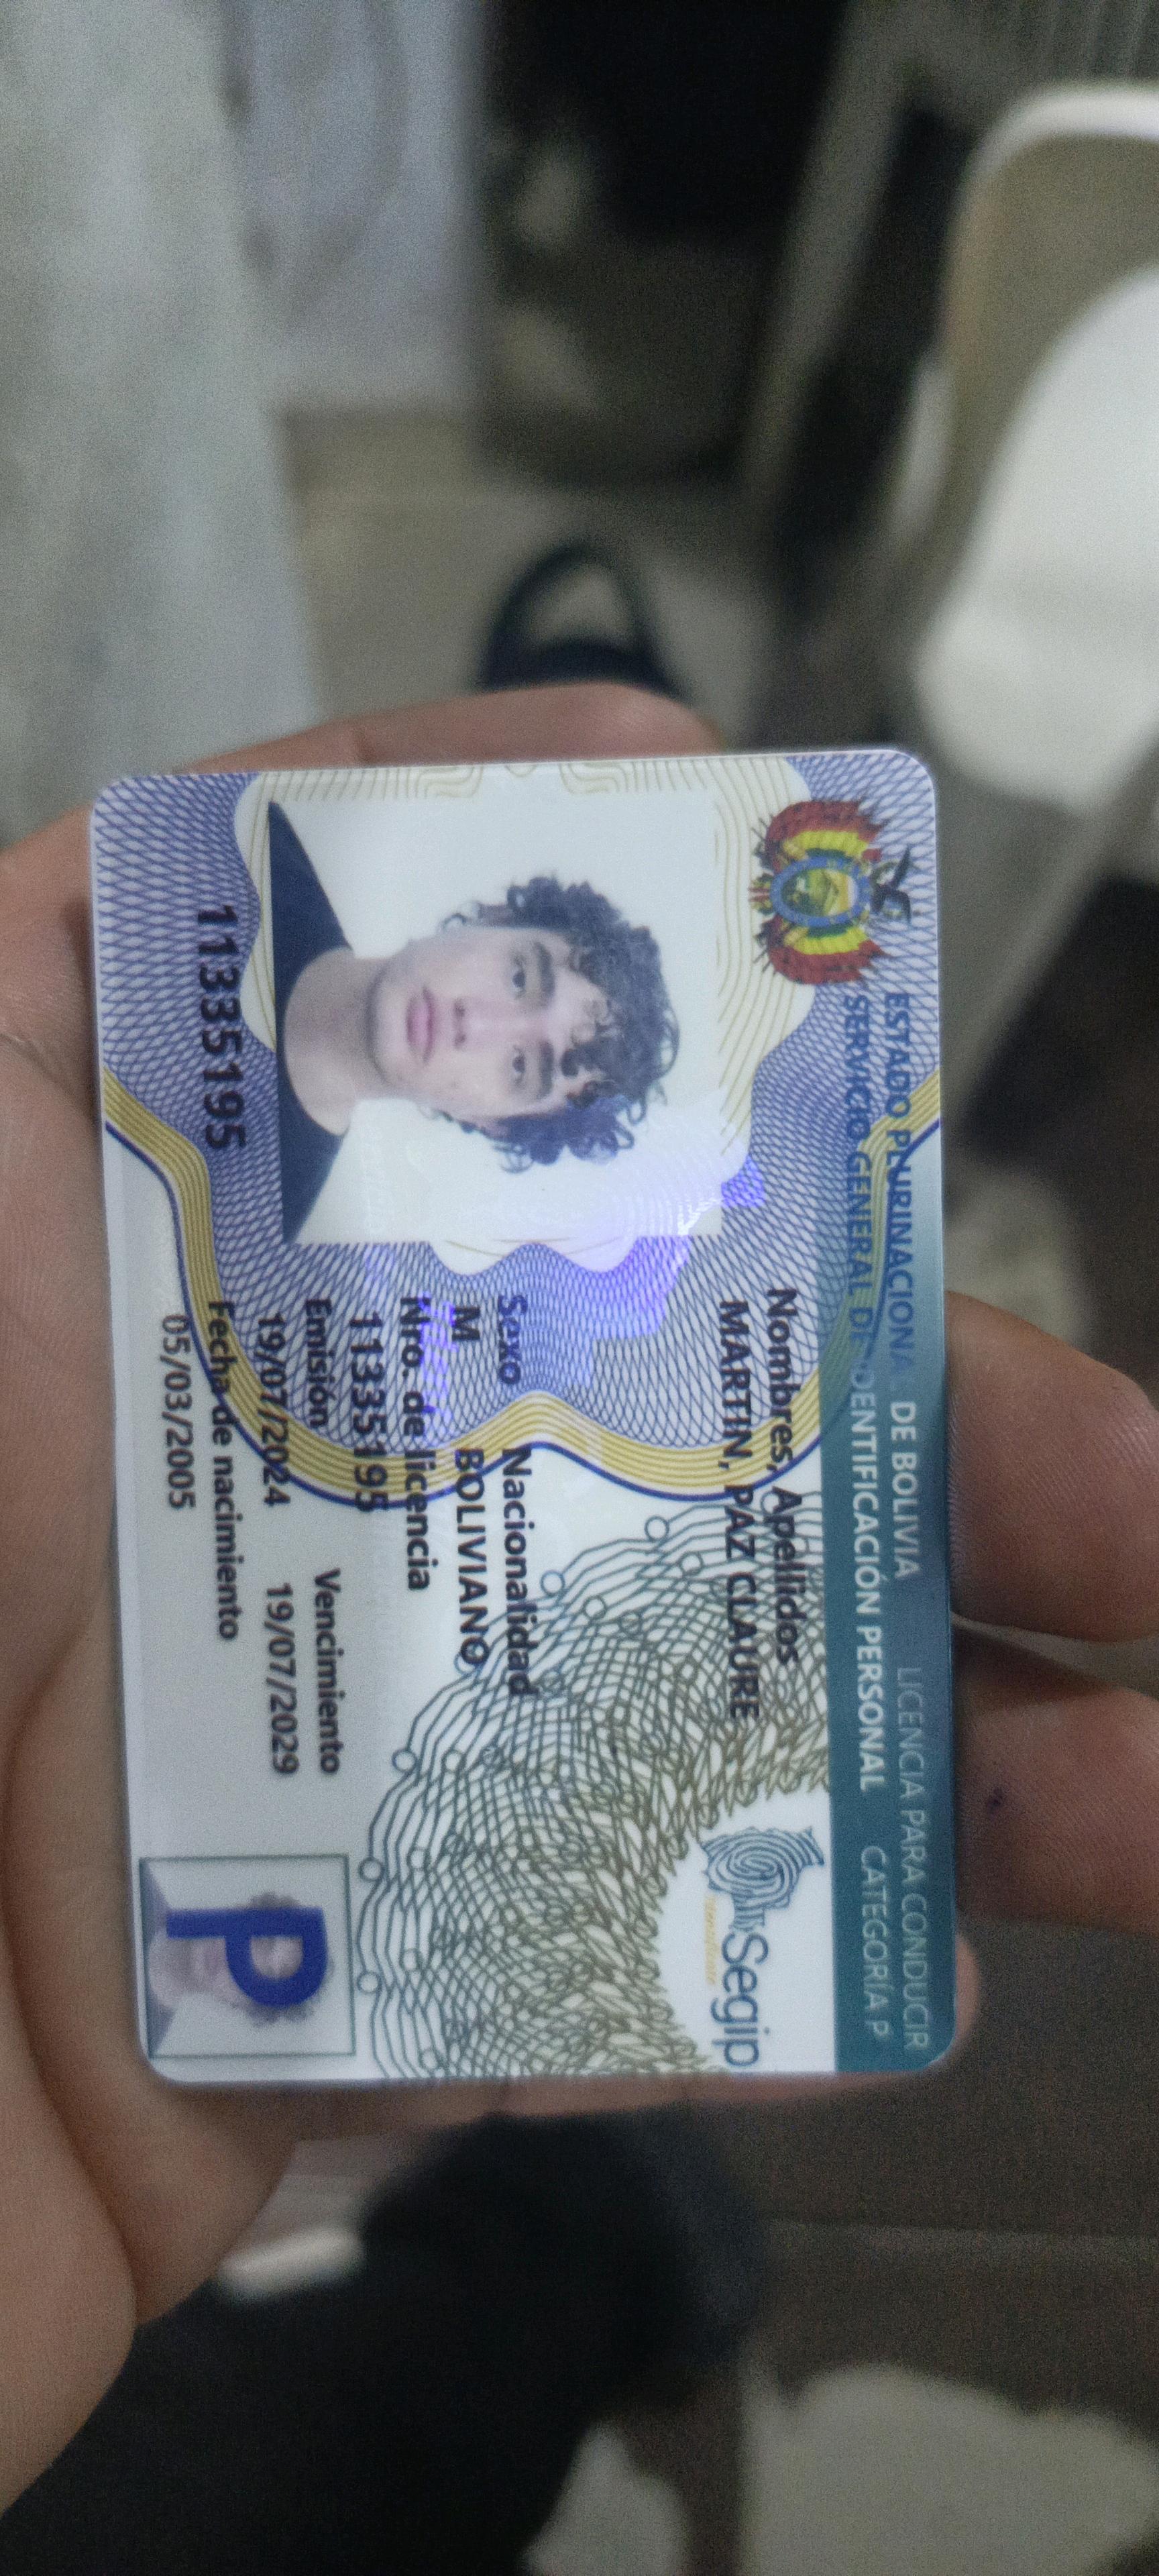 ESTADO PLURINACIONAL DE BOLIVIA LICENCIA PARA CONDUCIR
SERVICIO GENERAL DE IDENTIFICACIÓN PERSONAL CATEGORÍA P
Segip
Nombres, Apellidos
MARTIN, PAZ CLAURE
Sexo Nacionalidad
M BOLIVIANO
Nro. de licencia
11335195
Emisión Vencimiento
19/07/2024 19/07/2029
Fecha de nacimiento
05/03/2005
11335195
P